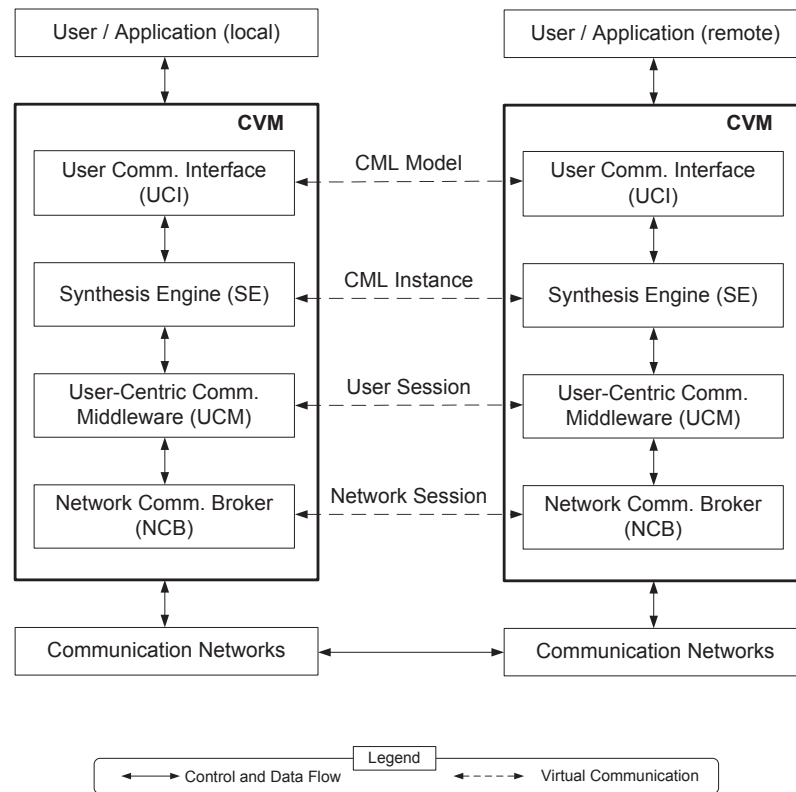 User / Application (local)
User / Application (remote)
CVM
CVM
User Comm. Interface
(UCI)
CML Model
User Comm. Interface
(UCI)
Synthesis Engine (SE)
CML Instance
Synthesis Engine (SE)
User-Centric Comm.
Middleware (UCM)
User Session
User-Centric Comm.
Middleware (UCM)
Network Comm. Broker
(NCB)
Network Session
Network Comm. Broker
(NCB)
Communication Networks
Communication Networks
Legend
Control and Data Flow
Virtual Communication